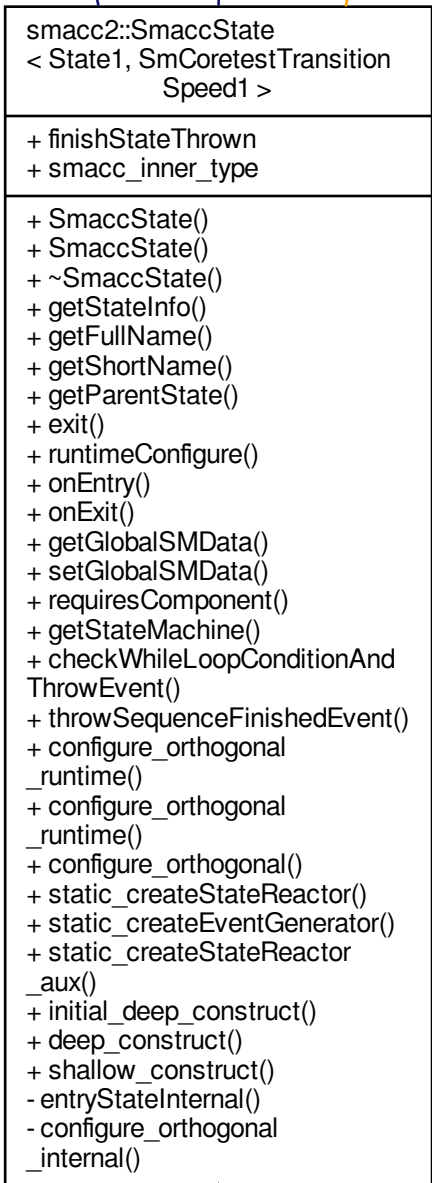 smacc2::SmaccState
< State1, SmCoretestTransition
Speed1 >
+ finishStateThrown
+ smacc_inner_type
+ SmaccState()
+ SmaccState()
+ ~SmaccState()
+ getStateInfo()
+ getFullName()
+ getShortName()
+ getParentState()
+ exit()
+ runtimeConfigure()
+ onEntry()
+ onExit()
+ getGlobalSMData()
+ setGlobalSMData()
+ requiresComponent()
+ getStateMachine()
+ checkWhileLoopConditionAnd
ThrowEvent()
+ throwSequenceFinishedEvent()
+ configure_orthogonal
_runtime()
+ configure_orthogonal
_runtime()
+ configure_orthogonal()
+ static_createStateReactor()
+ static_createEventGenerator()
+ static_createStateReactor
_aux()
+ initial_deep_construct()
+ deep_construct()
+ shallow_construct()
- entryStateInternal()
- configure_orthogonal
_internal()